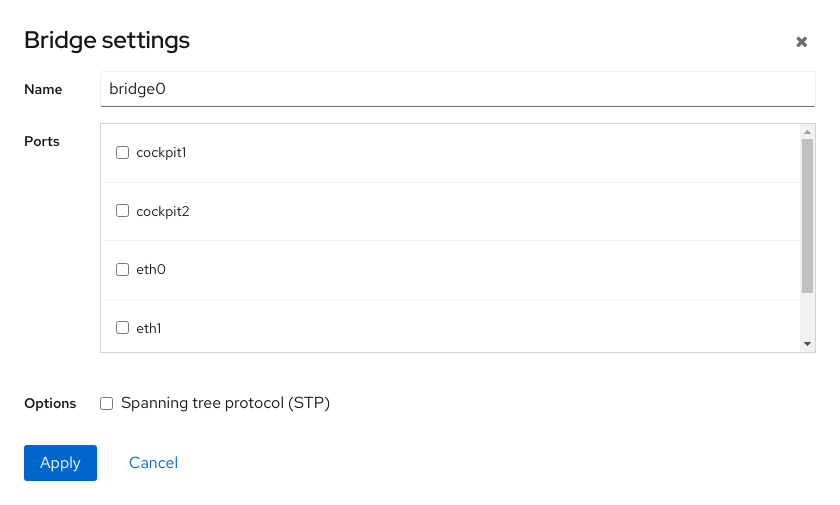 Bridge settings
Name
bridge0
Ports
cockpit1
cockpit2
eth0
eth1
Options
Spanning tree protocol (STP)
Apply
Cancel